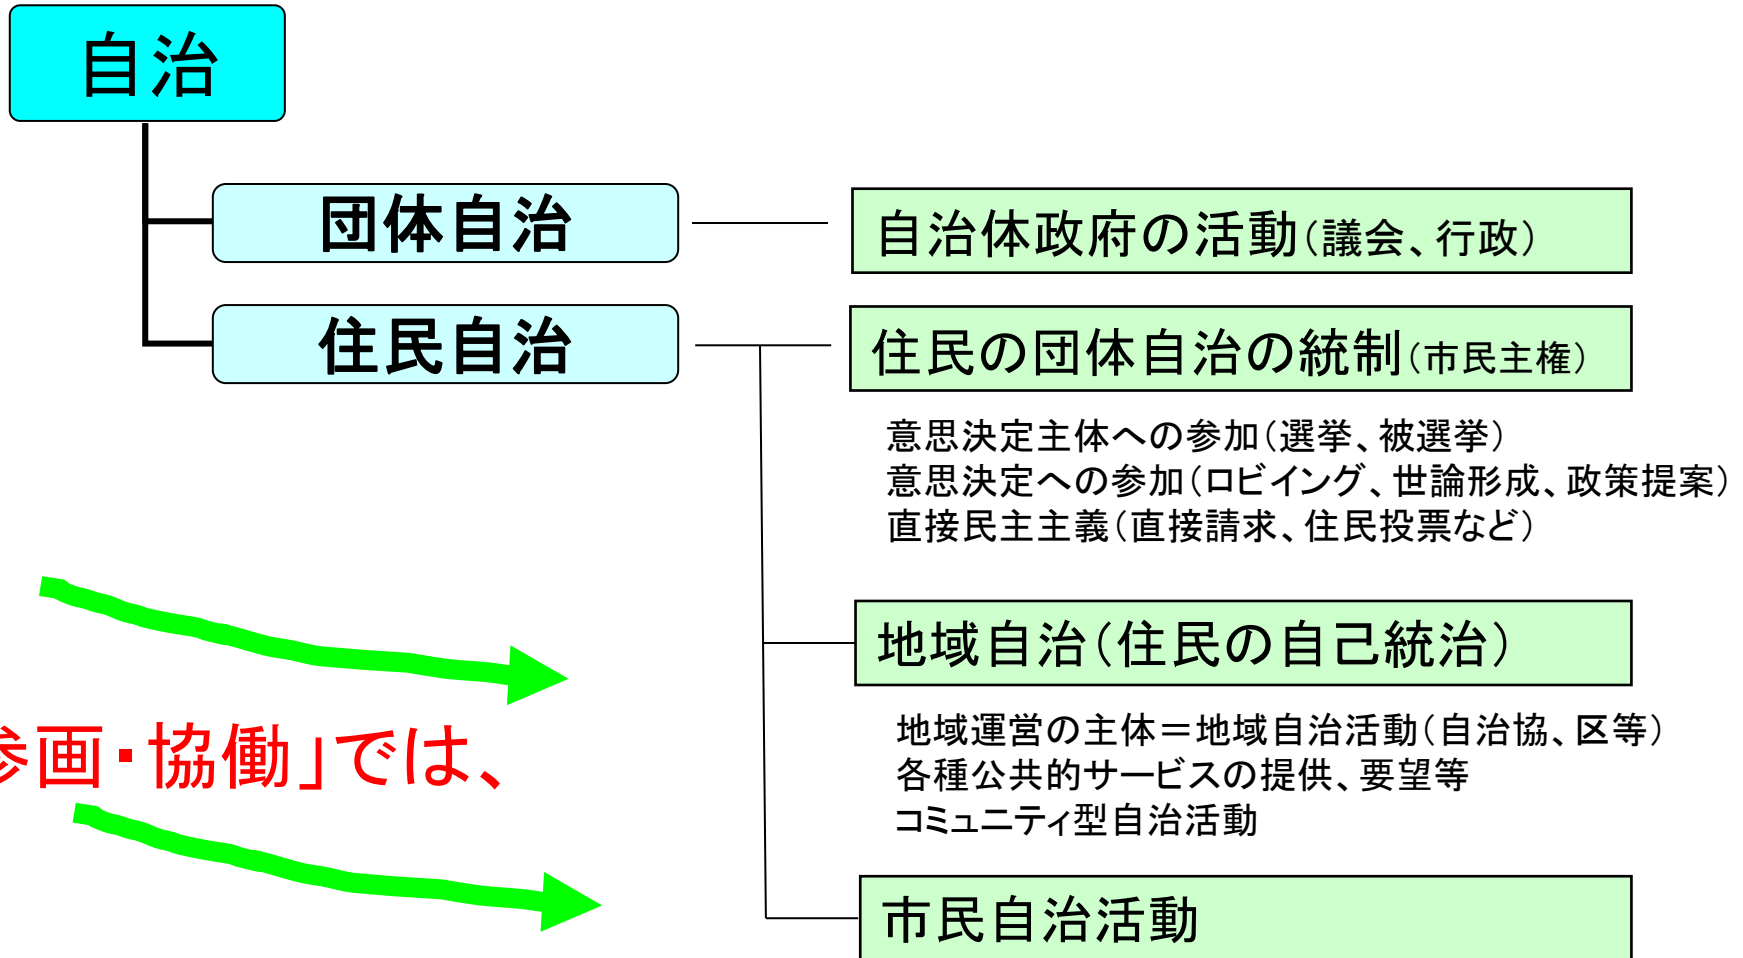 自治
団体自治
自治体政府の活動（議会、行政）
住民自治
住民の団体自治の統制（市民主権）
意思決定主体への参加（選挙、被選挙）
意思決定への参加（ロビイング、世論形成、政策提案）
直接民主主義（直接請求、住民投票など）
地域自治（住民の自己統治）
参画・協働」では、
地域運営の主体＝地域自治活動（自治協、区等）
各種公共的サービスの提供、要望等
コミュニティ型自治活動
市民自治活動